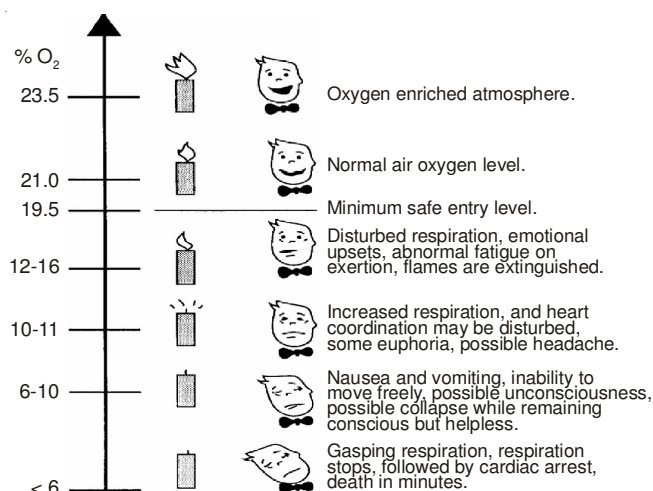 % O2
23.5
Oxygen enriched atmosphere.
21.0
Normal air oxygen level.
19.5
Minimum safe entry level.
12-16
Disturbed respiration, emotional
upsets, abnormal fatigue on
exertion, flames are extinguished.
10-11
Increased respiration, and heart
coordination may be disturbed,
some euphoria, possible headache.
6-10
Nausea and vomiting, inability to
move freely, possible unconsciousness,
possible collapse while remaining
conscious but helpless.
< 6
Gasping respiration, respiration
stops, followed by cardiac arrest,
death in minutes.